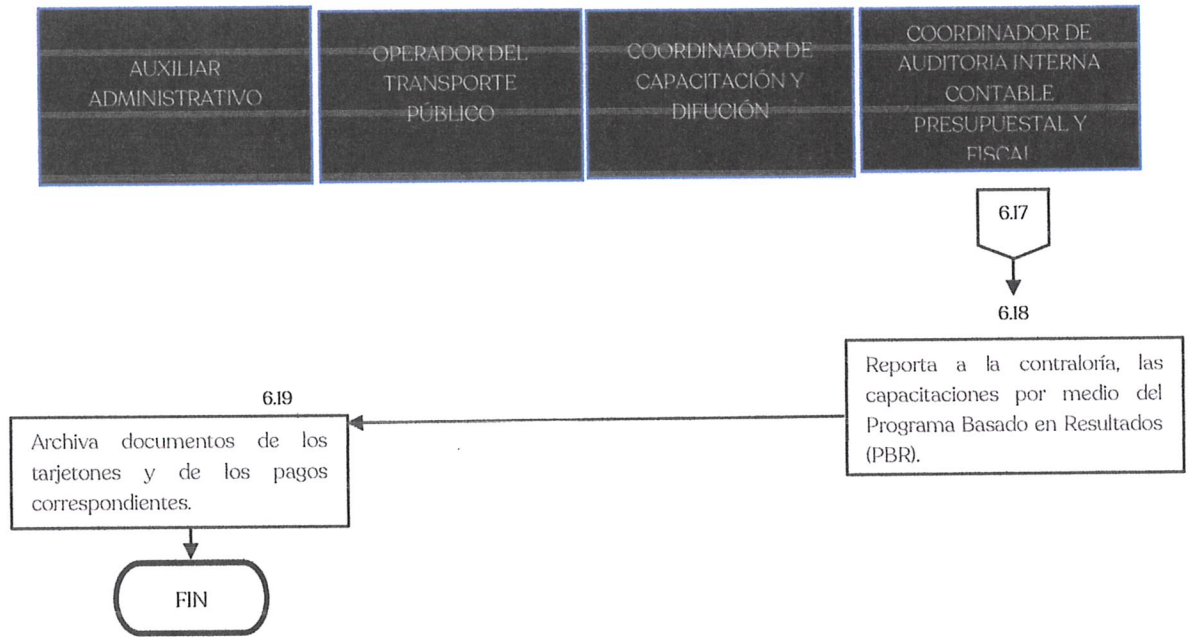 AUXILIAR
ADMINISTRATIVO
OPERADOR DEL
TRANSPORTE
PÚBLICO
COORDINADOR DE
CAPACITACIÓN Y
DIFUCIÓN
COORDINADOR DE
AUDITORIA INTERNA
CONTABLE
PRESUPUESTAL Y
FISCAL
6.17
6.18
Reporta a la contraloría, las
capacitaciones por medio del
Programa Basado en Resultados
(PBR).
6.19
Archiva documentos de los
tarjetones y de los pagos
correspondientes.
FIN